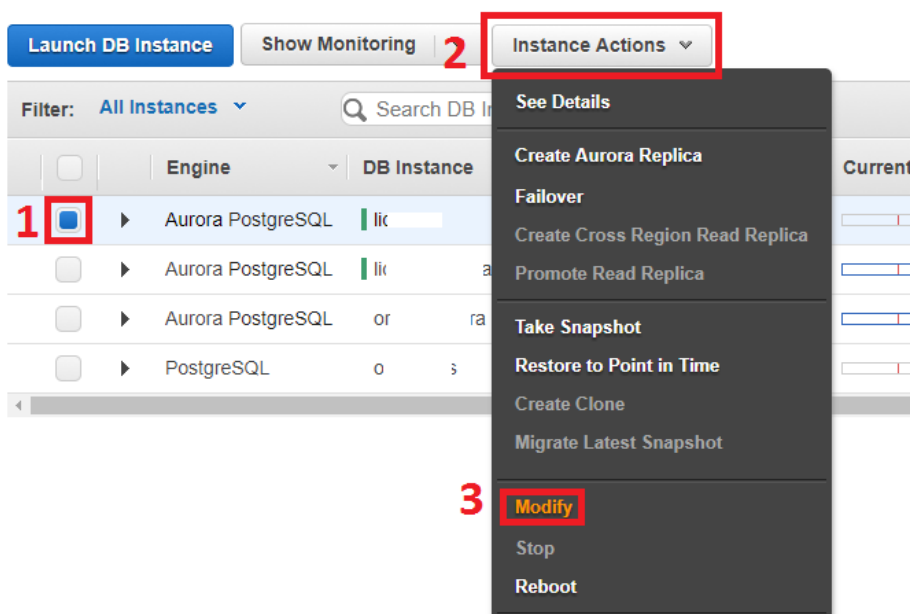 Launch DB Instance Show Monitoring 2 Instance Actions
Filter: All Instances Search DB
Engine DB Instance Current
1 Aurora PostgreSQL
Aurora PostgreSQL
Aurora PostgreSQL or ra
PostgreSQL o s
See Details
Create Aurora Replica
Failover
Create Cross Region Read Replica
Promote Read Replica
Take Snapshot
Restore to Point in Time
Create Clone
Migrate Latest Snapshot
3 Modify
Stop
Reboot